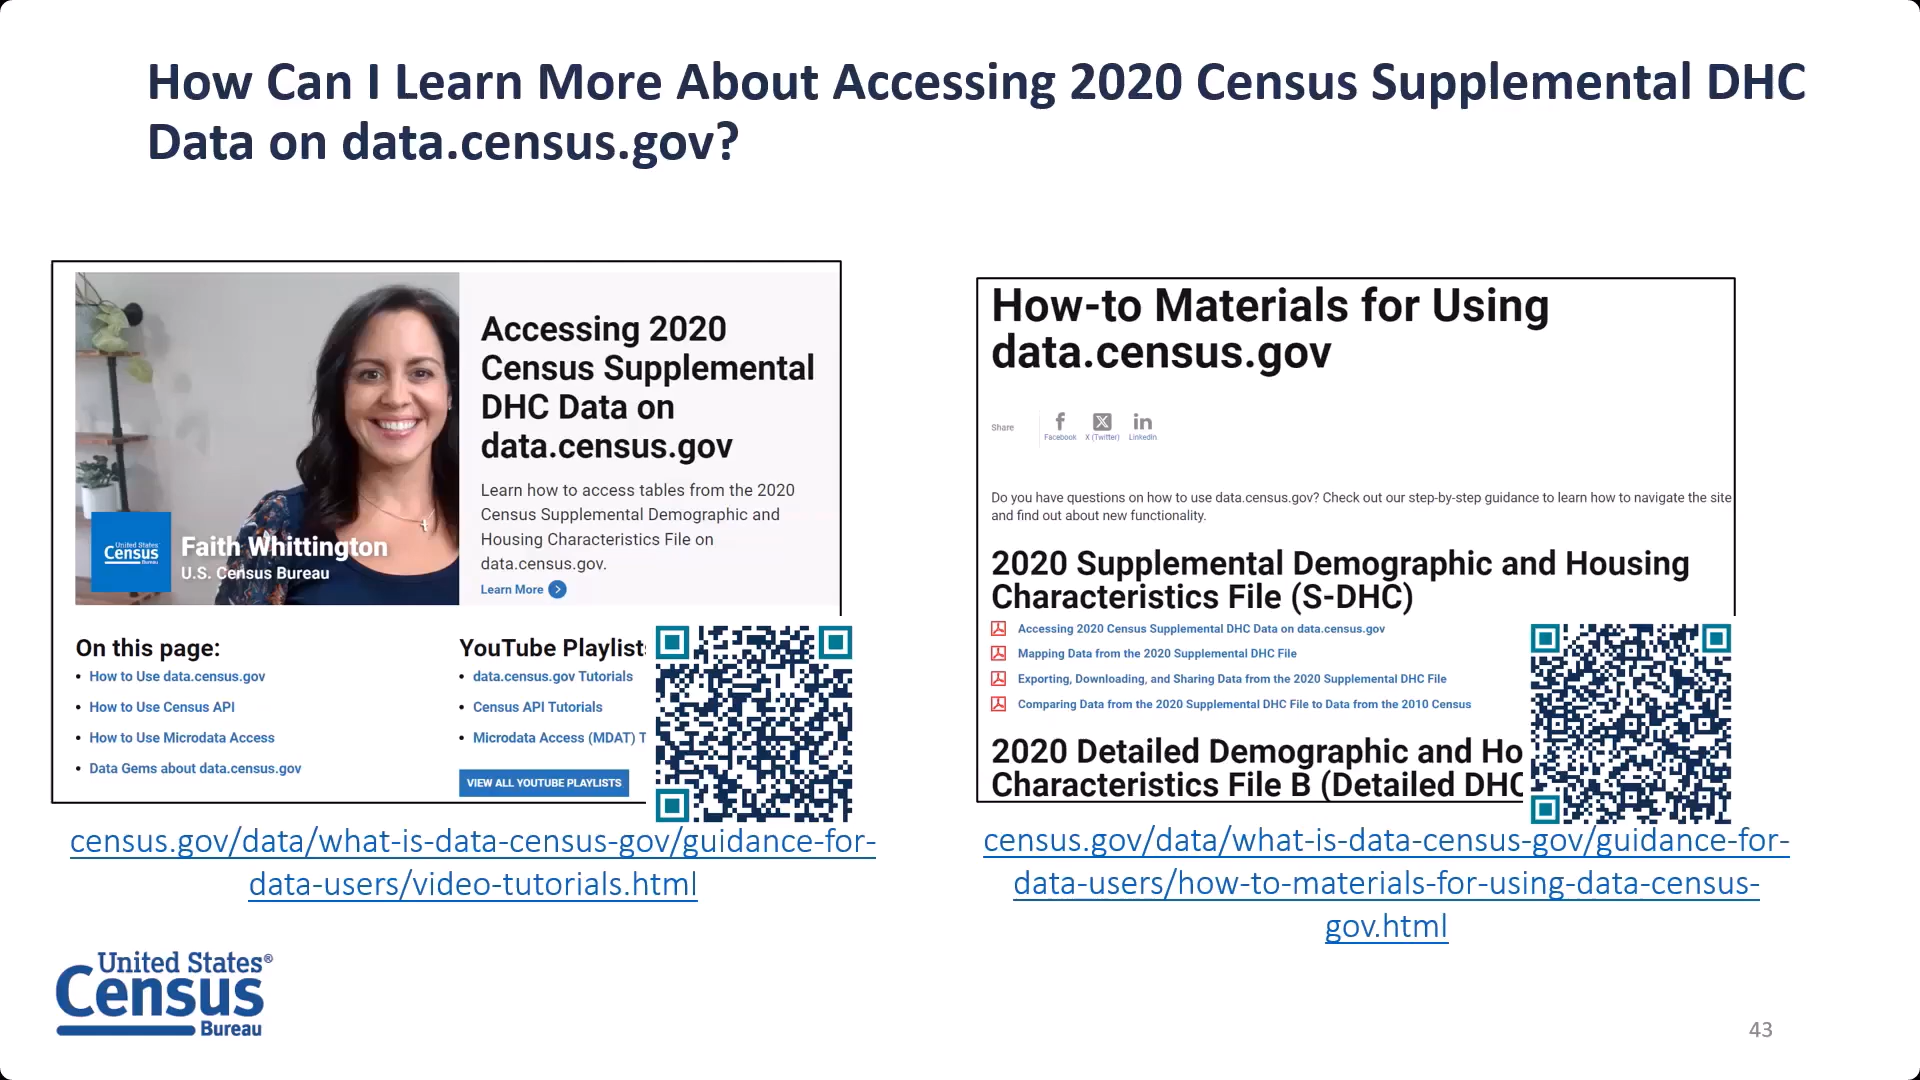 How Can I Learn More About Accessing 2020 Census Supplemental DHC
Data on data.census.gov?
Accessing 2020
Census Supplemental
DHC Data on
data.census.gov
Learn how to access tables from the 2020
Census Supplemental Demographic and
Housing Characteristics File on
data.census.gov.
Learn More
United States
Census
Bureau
Faith Whittington
U.S. Census Bureau
On this page:
• How to Use data.census.gov
• How to Use Census API
• How to Use Microdata Access
• Data Gems about data.census.gov
YouTube Playlist
• data.census.gov Tutorials
• Census API Tutorials
• Microdata Access (MDAT) T
VIEW ALL YOUTUBE PLAYLISTS
census.gov/data/what-is-data-census-gov/guidance-for-
data-users/video-tutorials.html
How-to Materials for Using
data.census.gov
Share
Facebook
X (Twitter)
LinkedIn
Do you have questions on how to use data.census.gov? Check out our step-by-step guidance to learn how to navigate the site
and find out about new functionality.
2020 Supplemental Demographic and Housing
Characteristics File (S-DHC)
Accessing 2020 Census Supplemental DHC Data on data.census.gov
Mapping Data from the 2020 Supplemental DHC File
Exporting, Downloading, and Sharing Data from the 2020 Supplemental DHC File
Comparing Data from the 2020 Supplemental DHC File to Data from the 2010 Census
2020 Detailed Demographic and Ho
Characteristics File B (Detailed DHC
census.gov/data/what-is-data-census-gov/guidance-for-
data-users/how-to-materials-for-using-data-census-
gov.html
United States®
Census
Bureau
43